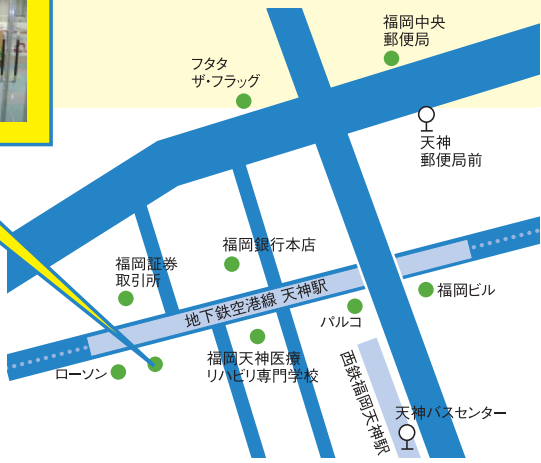 福岡中央
郵便局
フタタ
ザ・フラッグ
天神
郵便局前
福岡銀行本店
福岡証券
取引所
地下鉄空港線 天神駅
福岡ビル
パルコ
福岡天神医療
リハビリ専門学校
ローソン
西鉄福岡天神駅
天神バスセンター